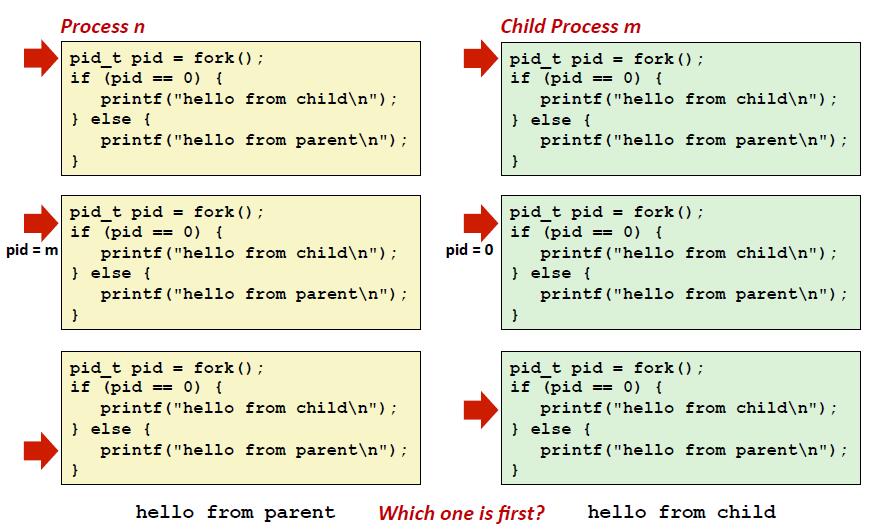 Process n
pid_t pid = fork();
if (pid == 0) {
   printf("hello from child\n");
} else {
   printf("hello from parent\n");
}
Child Process m
pid_t pid = fork();
if (pid == 0) {
   printf("hello from child\n");
} else {
   printf("hello from parent\n");
}
pid = m
pid_t pid = fork();
if (pid == 0) {
   printf("hello from child\n");
} else {
   printf("hello from parent\n");
}
pid = 0
pid_t pid = fork();
if (pid == 0) {
   printf("hello from child\n");
} else {
   printf("hello from parent\n");
}
pid_t pid = fork();
if (pid == 0) {
   printf("hello from child\n");
} else {
   printf("hello from parent\n");
}
pid_t pid = fork();
if (pid == 0) {
   printf("hello from child\n");
} else {
   printf("hello from parent\n");
}
hello from parent Which one is first? hello from child